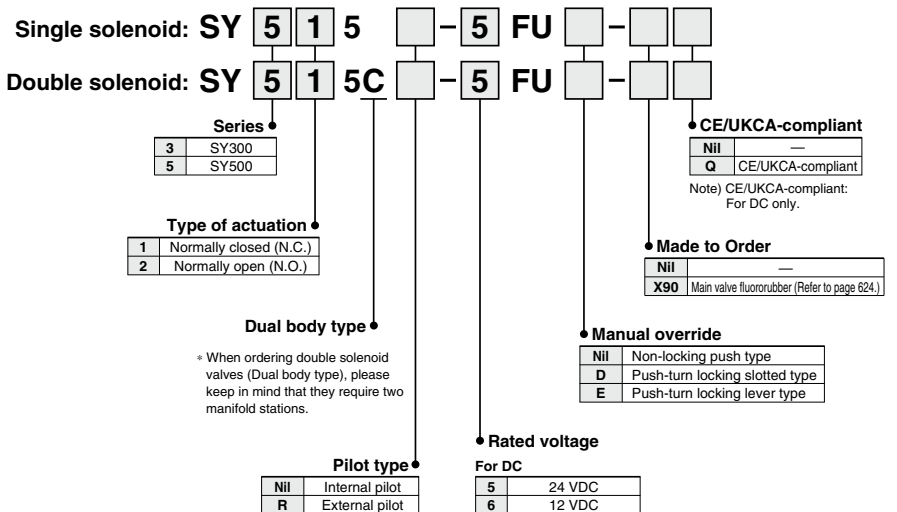 Single solenoid: SY 5 1 5 - 5 FU -
Double solenoid: SY 5 1 5C - 5 FU -
Series
3 SY300
5 SY500
CE/UKCA-compliant
Nil —
Q CE/UKCA-compliant
Note) CE/UKCA-compliant:
For DC only.
Type of actuation
1 Normally closed (N.C.)
2 Normally open (N.O.)
Made to Order
Nil —
X90 Main valve fluororubber (Refer to page 624.)
Dual body type
* When ordering double solenoid
valves (Dual body type), please
keep in mind that they require two
manifold stations.
Manual override
Nil Non-locking push type
D Push-turn locking slotted type
E Push-turn locking lever type
Rated voltage
For DC
5 24 VDC
6 12 VDC
Pilot type
Nil Internal pilot
R External pilot